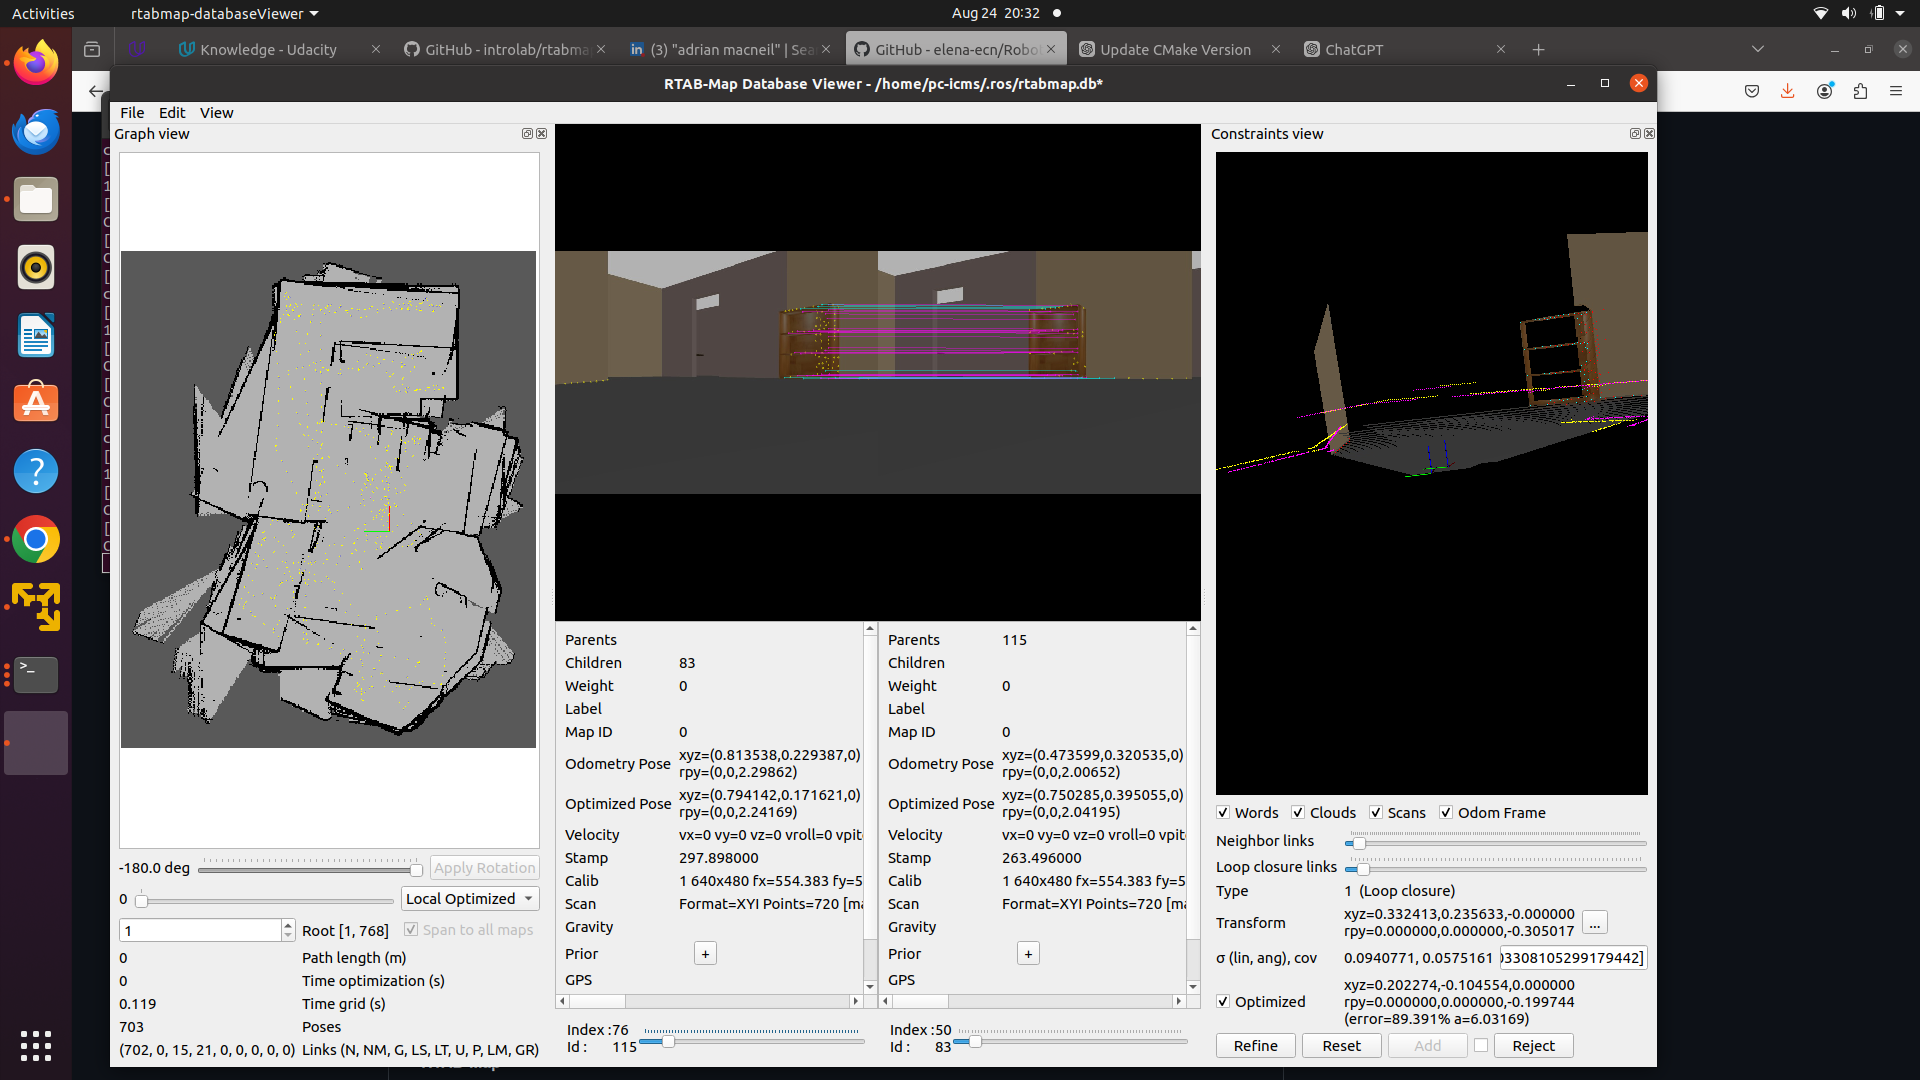 Activities
rtabmap-databaseViewer
Aug 24 20:32
Knowledge - Udacity
GitHub - introlab/rtabma
(3) "adrian macneil" | Sea
GitHub - elena-ecn/Robo
Update CMake Version
ChatGPT
RTAB-Map Database Viewer - /home/pc-icms/.ros/rtabmap.db*
File Edit View
Graph view
Constraints view
-180.0 deg
Apply Rotation
0
Local Optimized
1
Root [1, 768]
Span to all maps
0 Path length (m)
0 Time optimization (s)
0.119 Time grid (s)
703 Poses
(702, 0, 15, 21, 0, 0, 0, 0, 0) Links (N, NM, G, LS, LT, U, P, LM, GR)
Parents
Children 83
Weight 0
Label
Map ID 0
Odometry Pose xyz=(0.813538,0.229387,0)
rpy=(0,0,2.29862)
Optimized Pose xyz=(0.794142,0.171621,0)
rpy=(0,0,2.24169)
Velocity vx=0 vy=0 vz=0 vroll=0 vpit
Stamp 297.898000
Calib 1 640x480 fx=554.383 fy=5
Scan Format=XYI Points=720 [ma
Gravity
Prior +
GPS
Index :76
Id : 115
Parents 115
Children
Weight 0
Label
Map ID 0
Odometry Pose xyz=(0.473599,0.320535,0)
rpy=(0,0,2.00652)
Optimized Pose xyz=(0.750285,0.395055,0)
rpy=(0,0,2.04195)
Velocity vx=0 vy=0 vz=0 vroll=0 vpit
Stamp 263.496000
Calib 1 640x480 fx=554.383 fy=5
Scan Format=XYI Points=720 [ma
Gravity
Prior +
GPS
Index :50
Id : 83
Words Clouds Scans Odom Frame
Neighbor links
Loop closure links
Type 1 (Loop closure)
Transform xyz=0.332413,0.235633,-0.000000
rpy=0.000000,0.000000,-0.305017
...
σ (lin, ang), cov 0.0940771, 0.0575161 03308105299179442]
Optimized xyz=0.202274,-0.104554,0.000000
rpy=0.000000,0.000000,-0.199744
(error=89.391% a=6.03169)
Refine Reset Add Reject